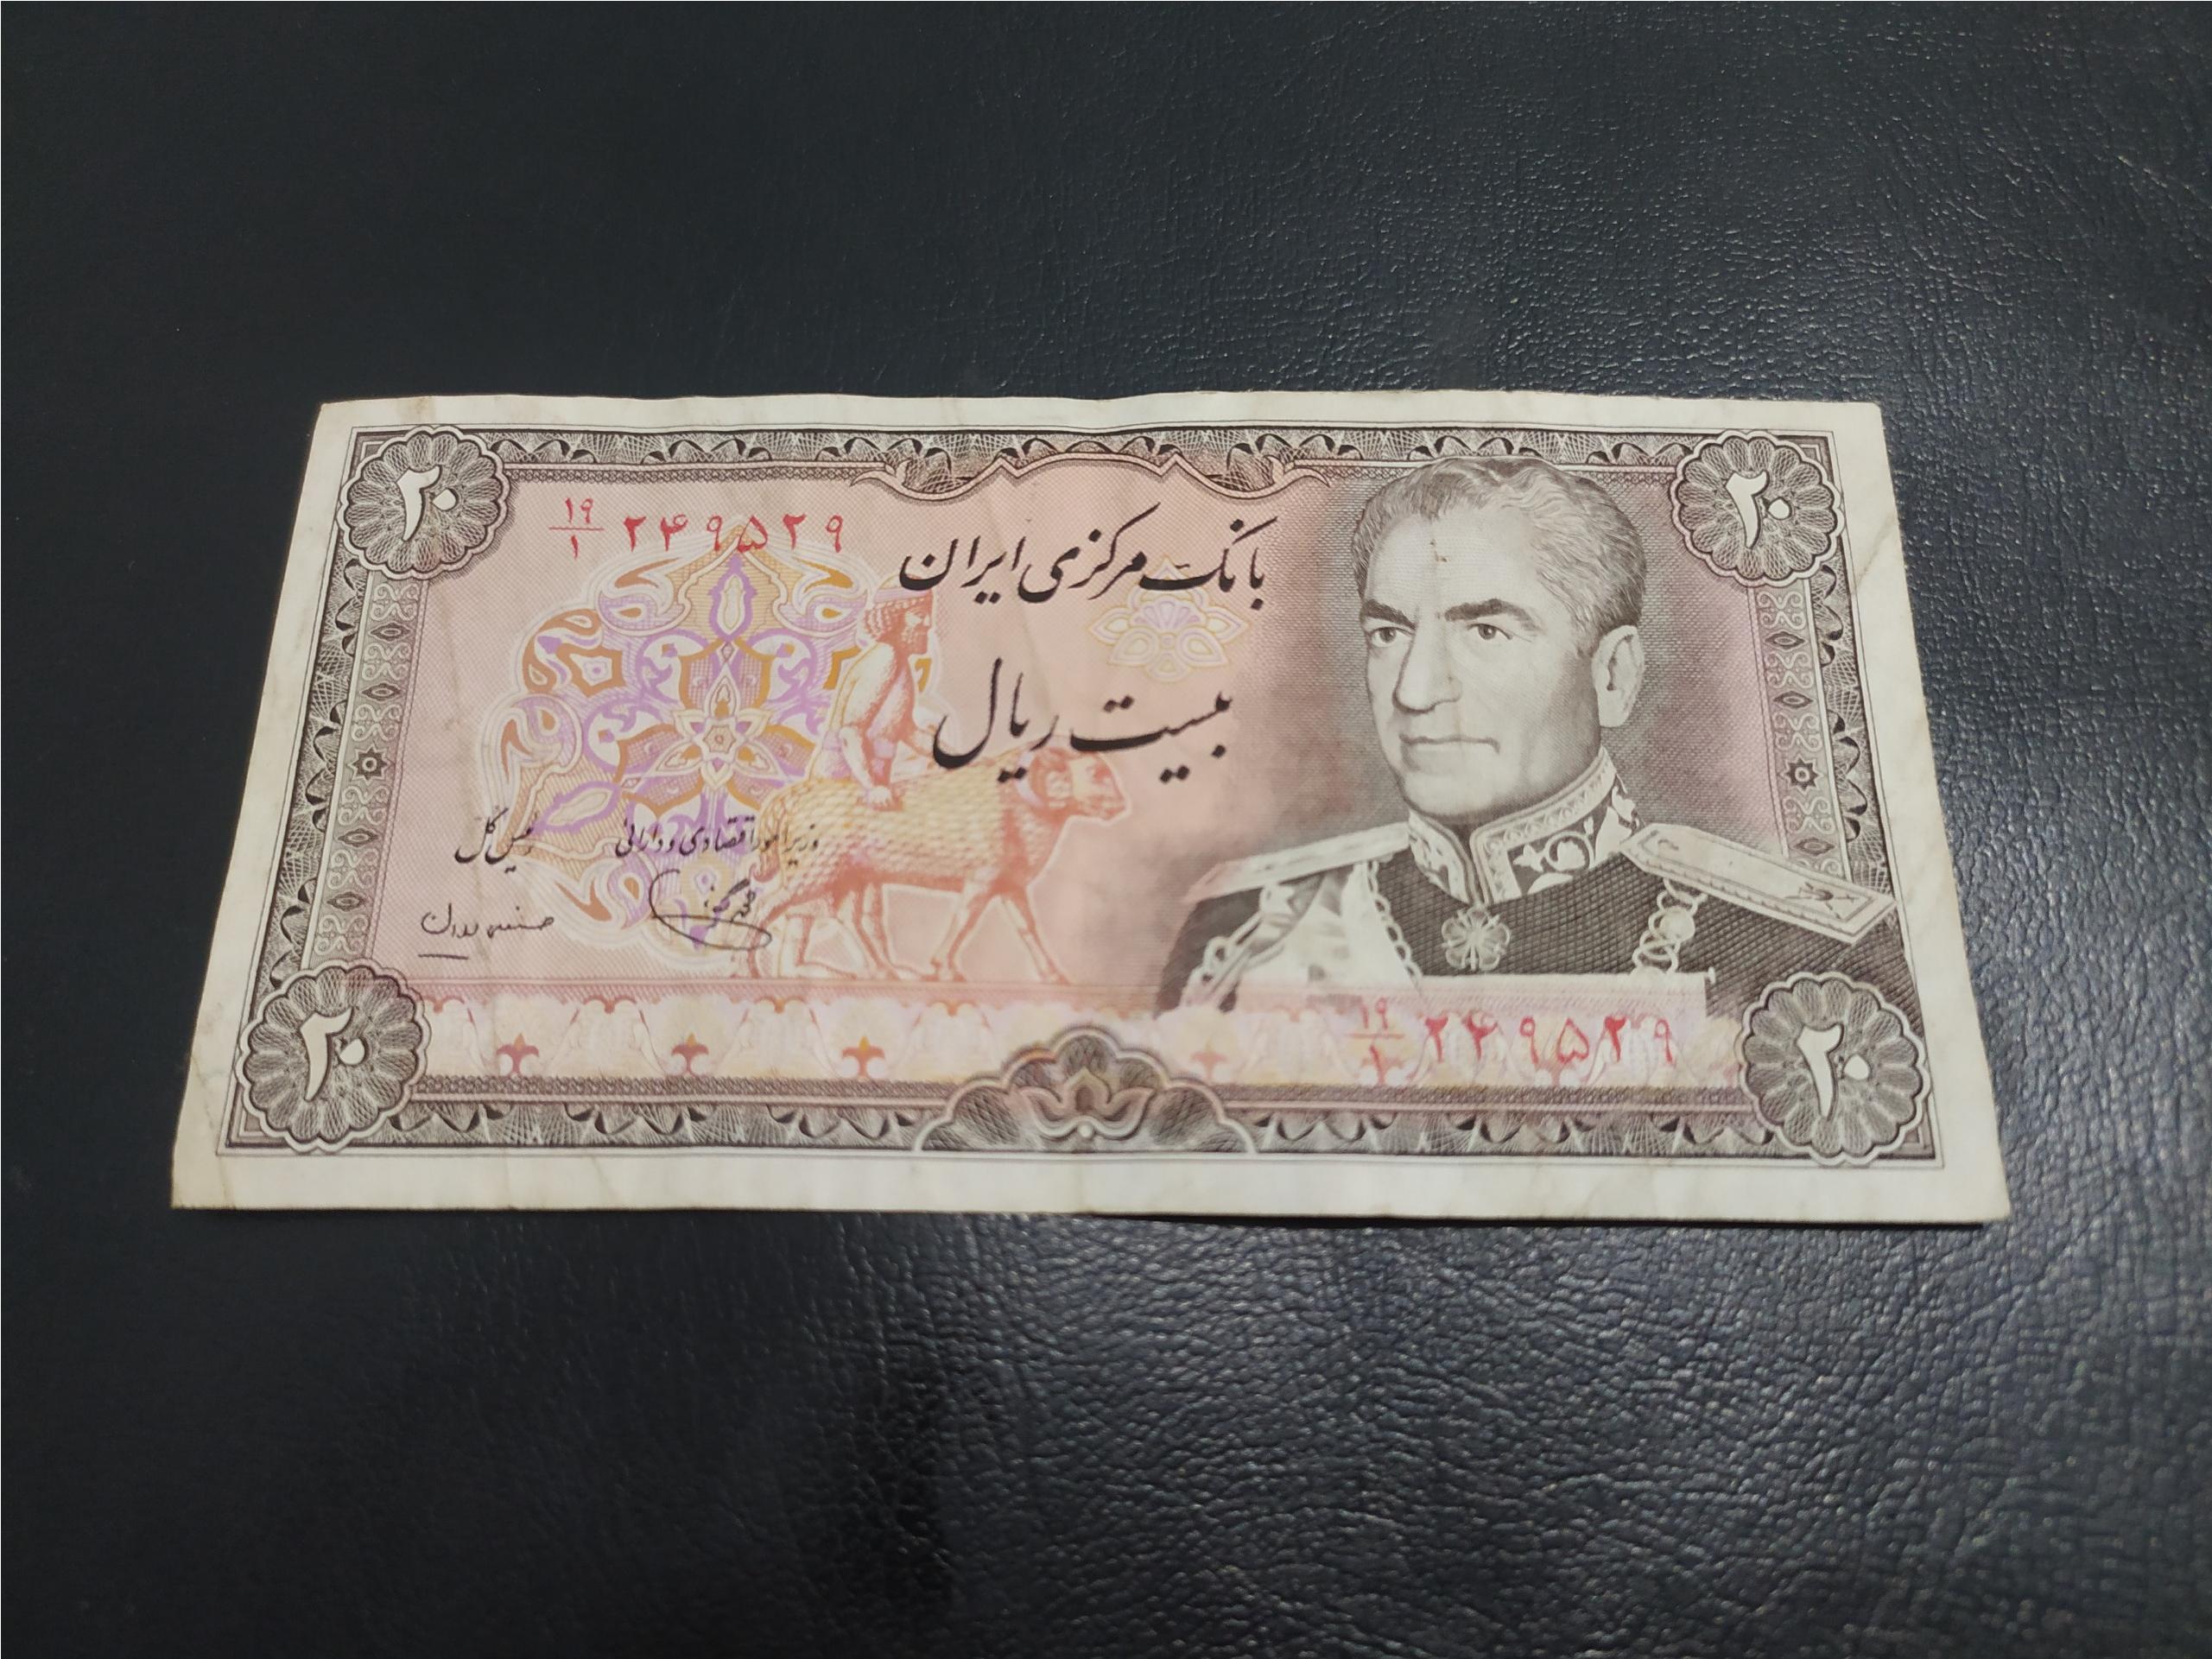 ۲۰
۲۰
۱۹/۱ ۲۴۹۵۲۹
بانک مرکزی ایران
بیست ریال
وزیر امور اقتصادی و دارائی
رئیس کل
۱۹/۱ ۲۴۹۵۲۹
۲۰
۲۰